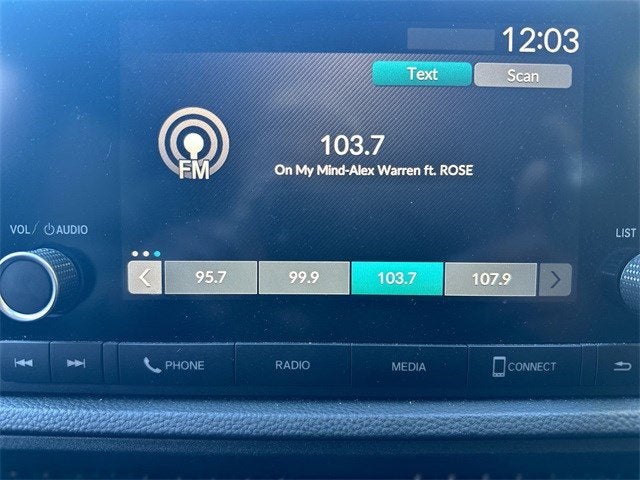 12:03
Text Scan
FM
103.7
On My Mind-Alex Warren ft. ROSE
VOL/ AUDIO
LIST
95.7 99.9 103.7 107.9
PHONE RADIO MEDIA CONNECT